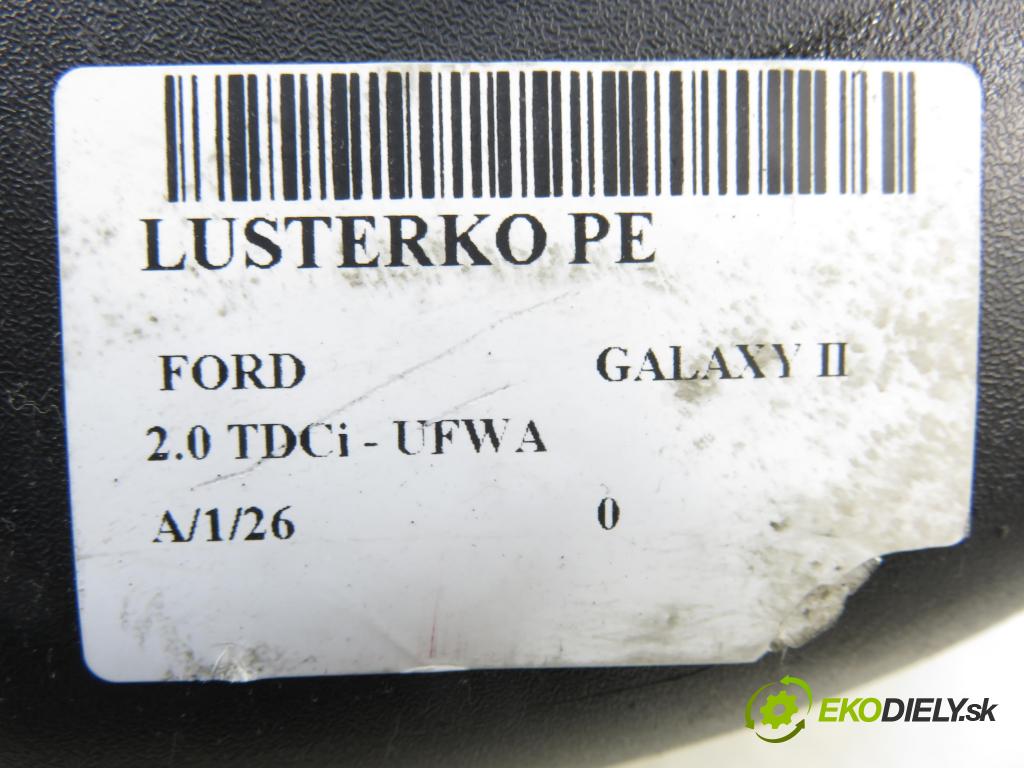 LUSTERKO PE
FORD GALAXY II
2.0 TDCi - UFWA
A/1/26 0
EKODIELY.sk